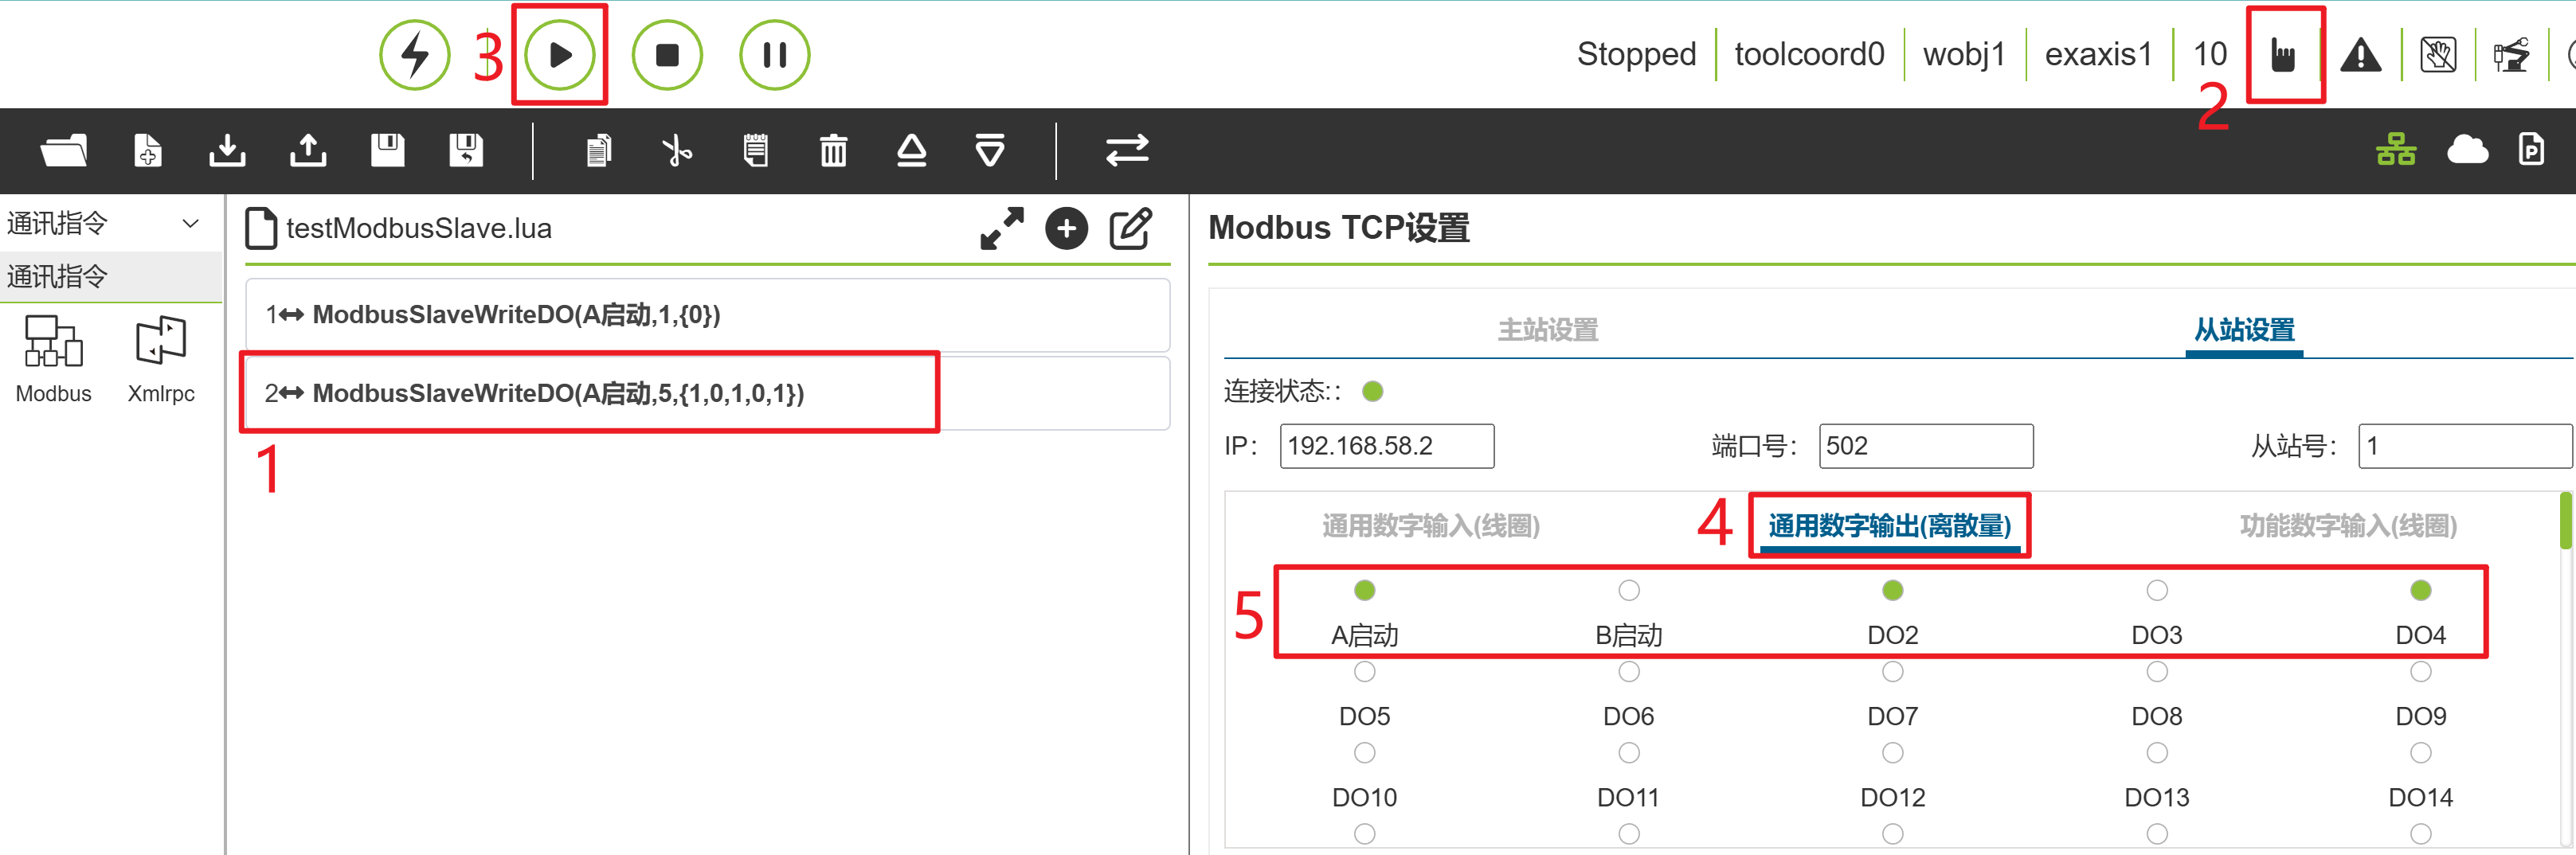 3
Stopped
toolcoord0
wobj1
exaxis1
10
2
通讯指令
通讯指令
Modbus
Xmlrpc
testModbusSlave.lua
1 ModbusSlaveWriteDO(A启动,1,{0})
2 ModbusSlaveWriteDO(A启动,5,{1,0,1,0,1})
1
Modbus TCP设置
主站设置
从站设置
连接状态::
IP: 192.168.58.2
端口号: 502
从站号: 1
通用数字输入(线圈)
4
通用数字输出(离散量)
功能数字输入(线圈)
5
A启动
B启动
DO2
DO3
DO4
DO5
DO6
DO7
DO8
DO9
DO10
DO11
DO12
DO13
DO14